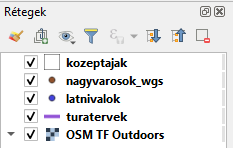 Rétegek
kozeptajak
nagyvarosok_wgs
latnivalok
turatervek
OSM TF Outdoors